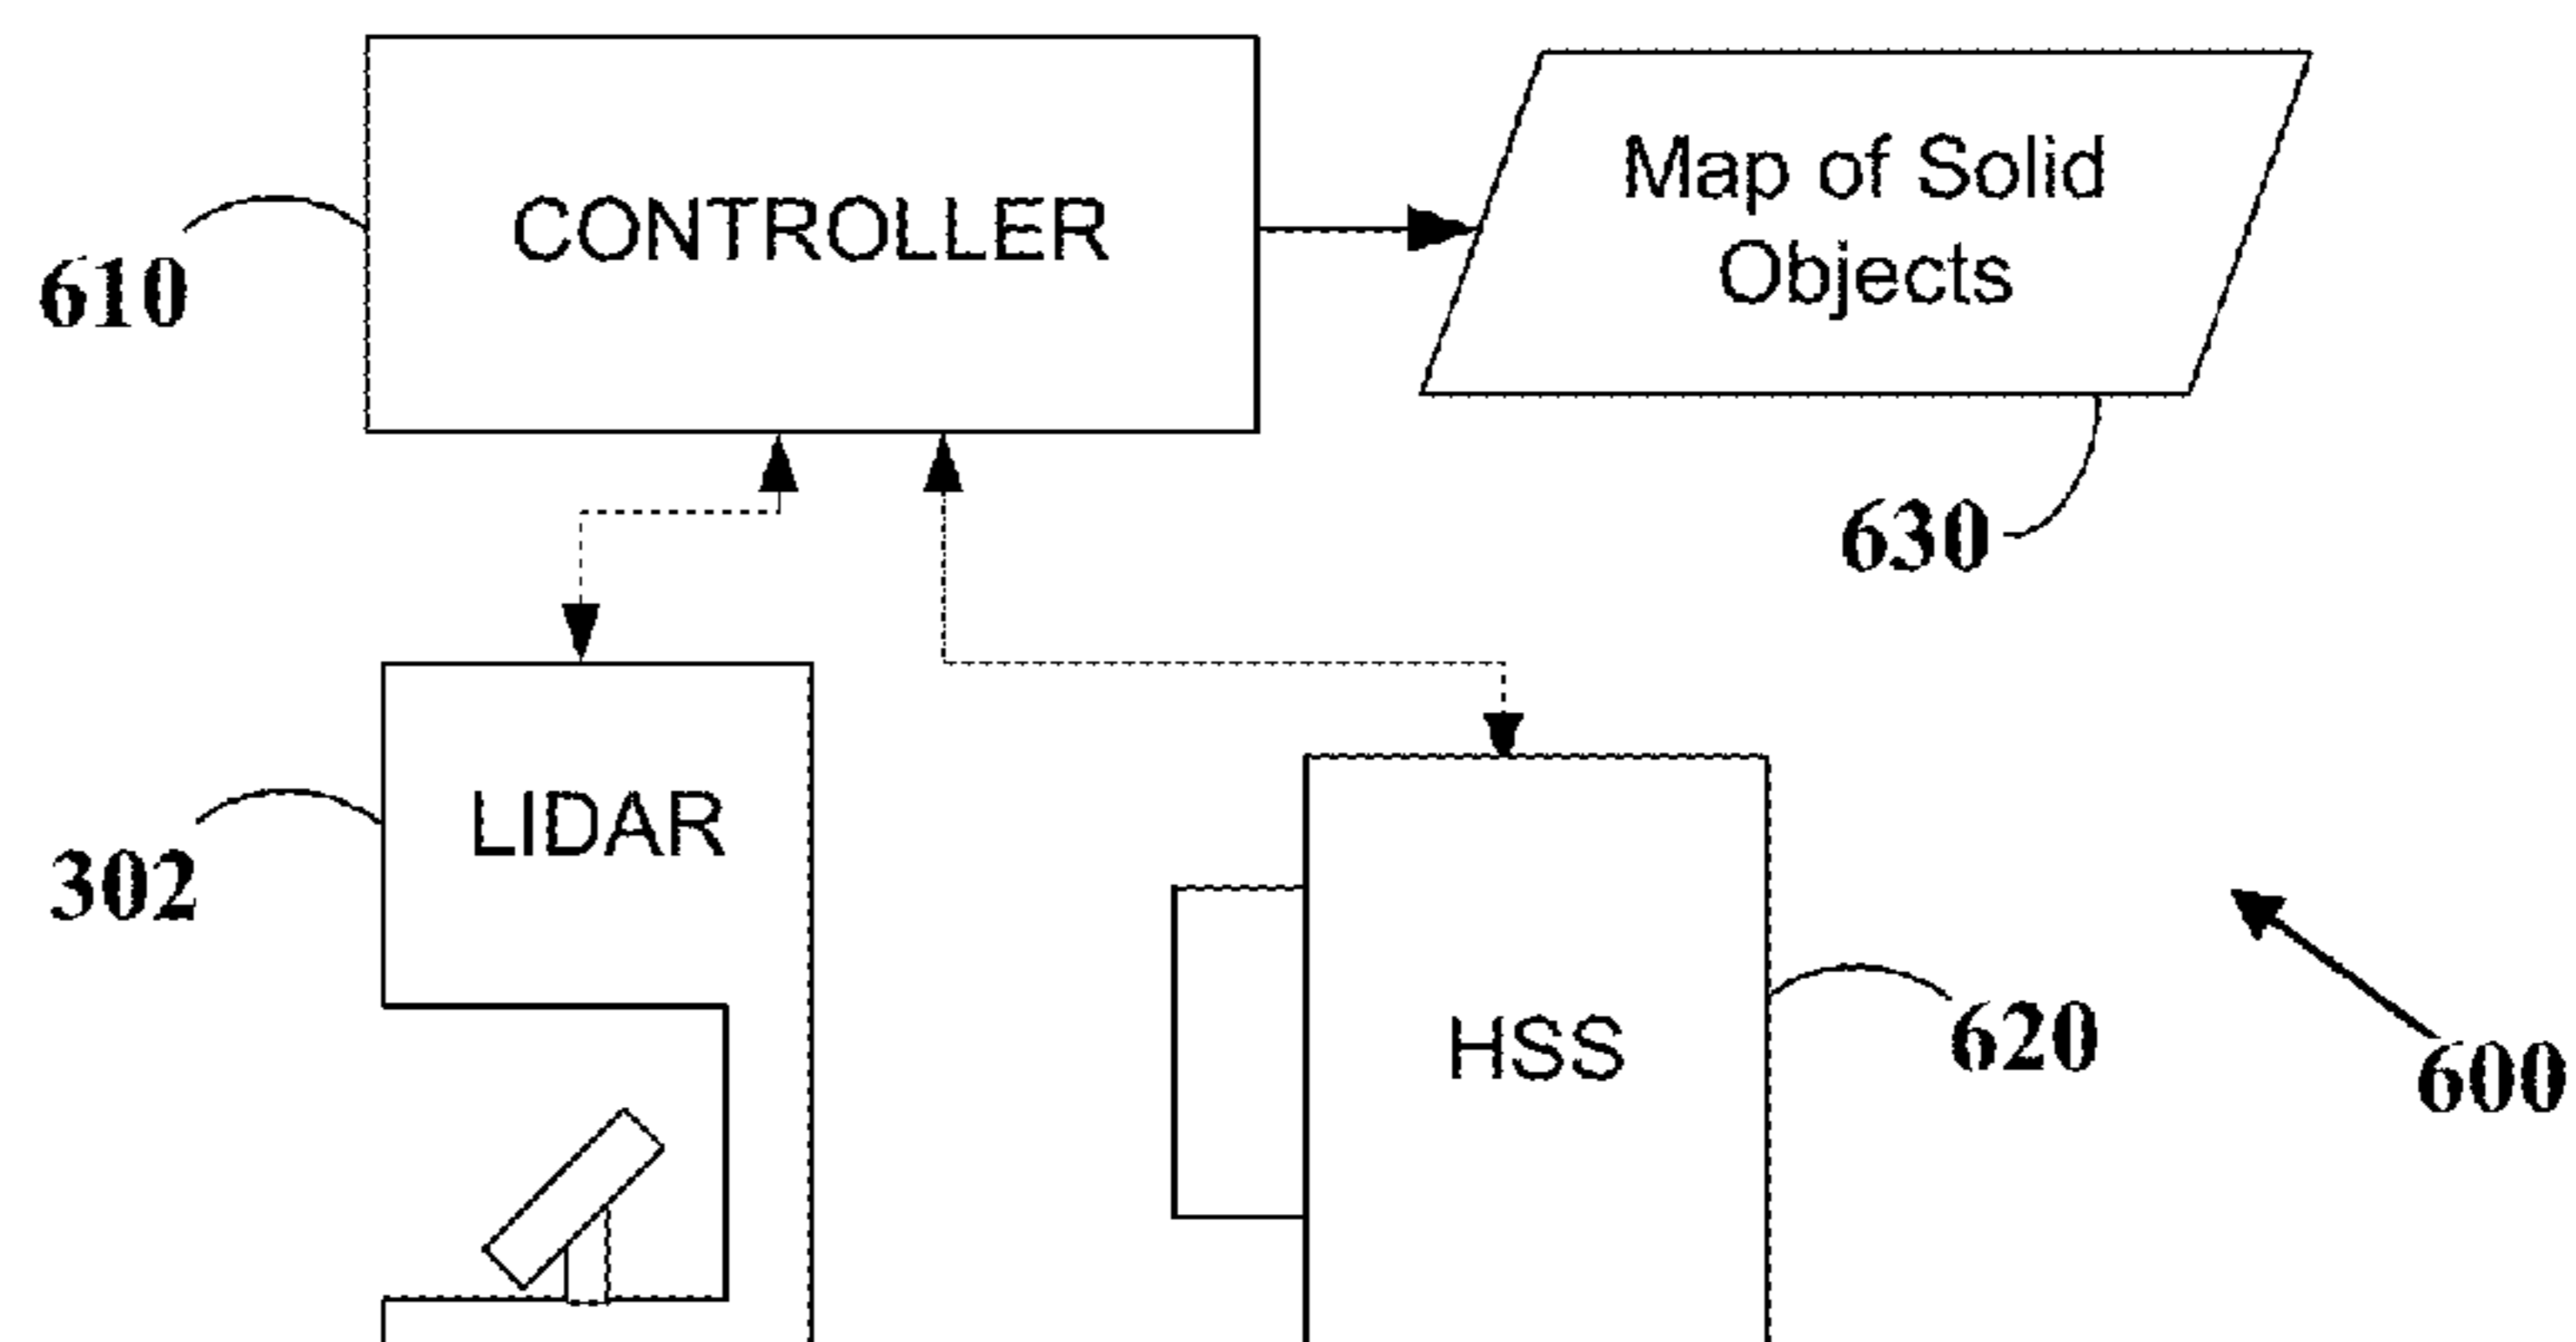 CONTROLLER
Map of Solid
Objects
610
630
LIDAR
302
HSS
620
600